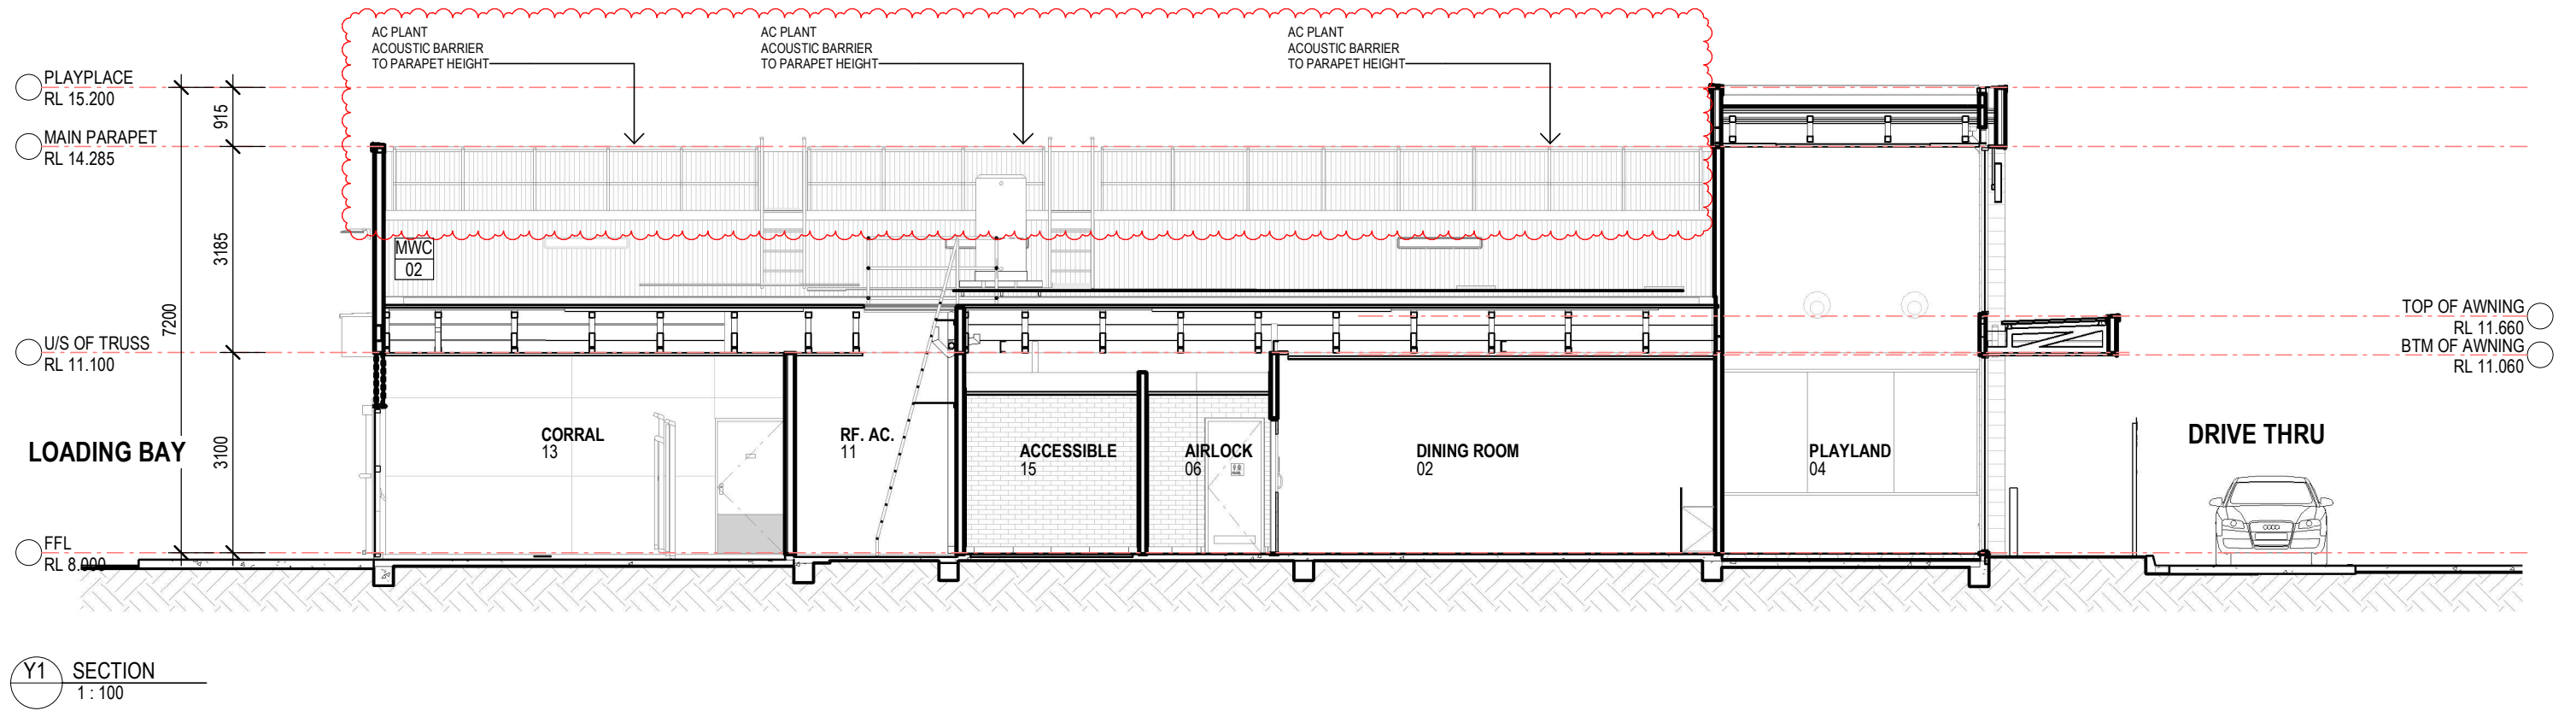 AC PLANT
ACOUSTIC BARRIER
TO PARAPET HEIGHT
AC PLANT
ACOUSTIC BARRIER
TO PARAPET HEIGHT
AC PLANT
ACOUSTIC BARRIER
TO PARAPET HEIGHT
PLAYPLACE
RL 15.200
915
MAIN PARAPET
RL 14.285
3185
MWC
02
7200
U/S OF TRUSS
RL 11.100
TOP OF AWNING
RL 11.660
BTM OF AWNING
RL 11.060
3100
LOADING BAY
CORRAL
13
RF. AC.
11
ACCESSIBLE
15
AIRLOCK
06
DINING ROOM
02
PLAYLAND
04
DRIVE THRU
FFL
RL 8.000
Y1
SECTION
1 : 100